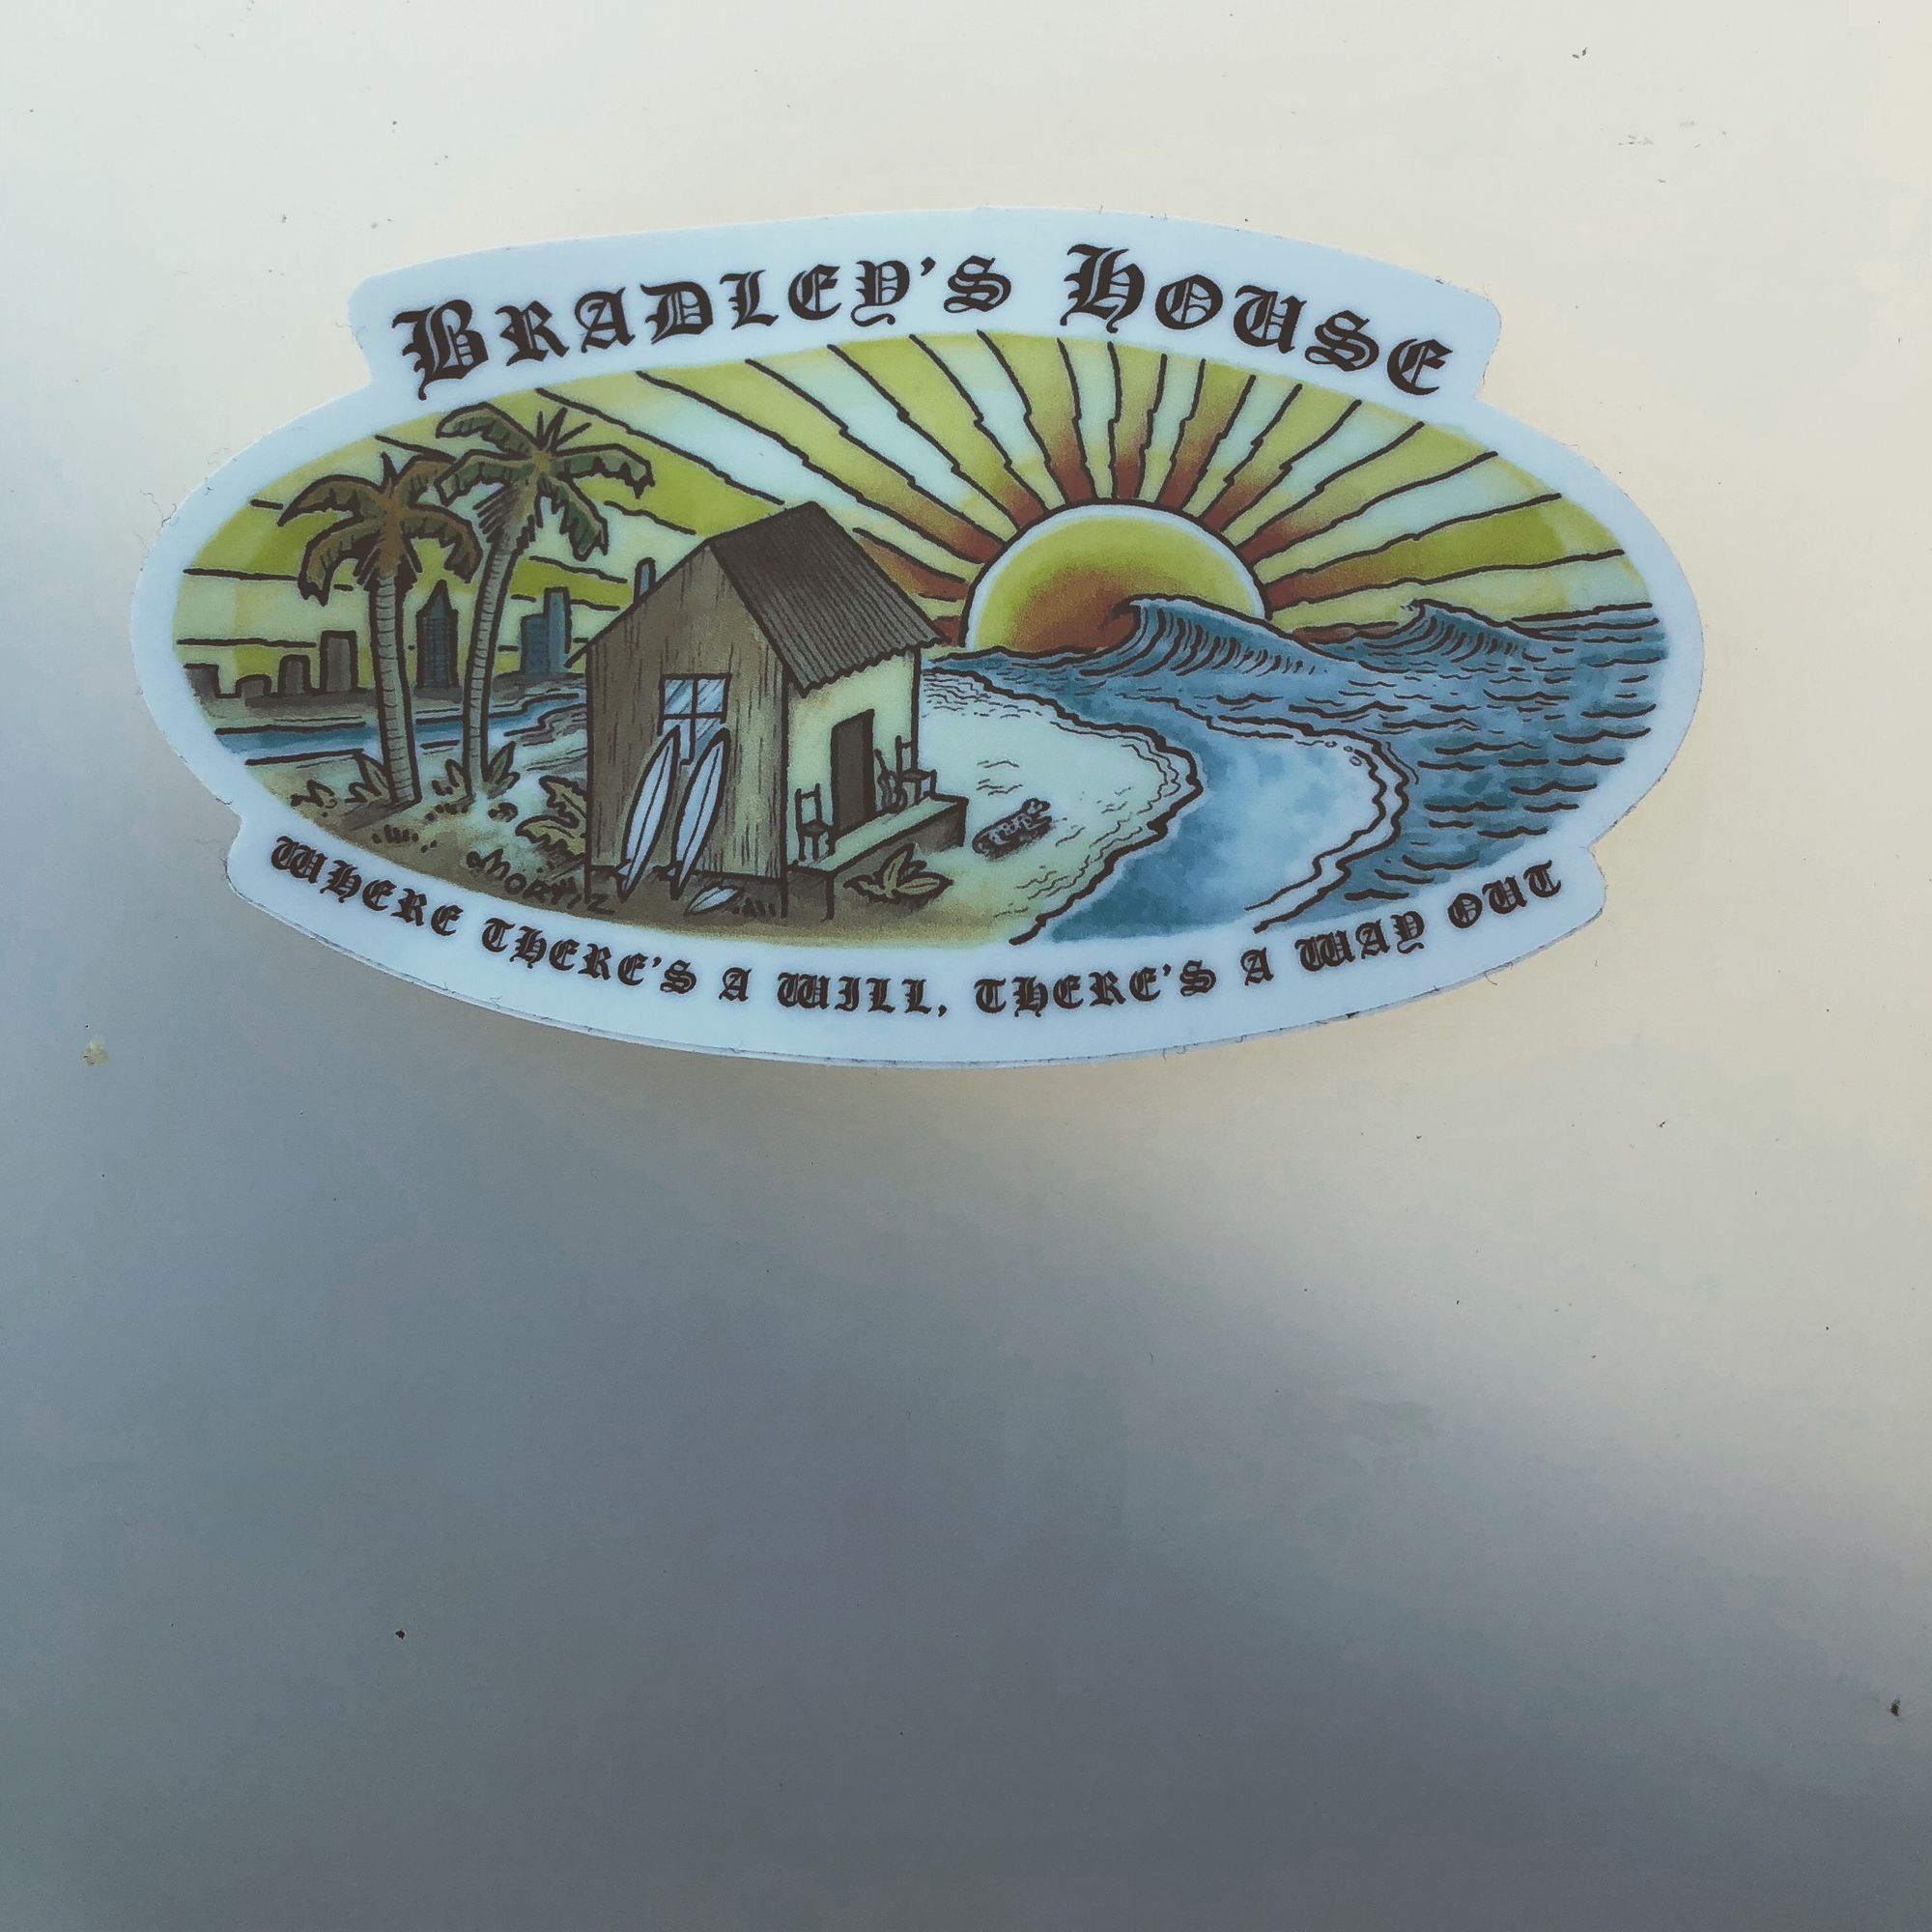 BRADLEY'S HOUSE
WHERE THERE'S A WILL, THERE'S A WAY OUT